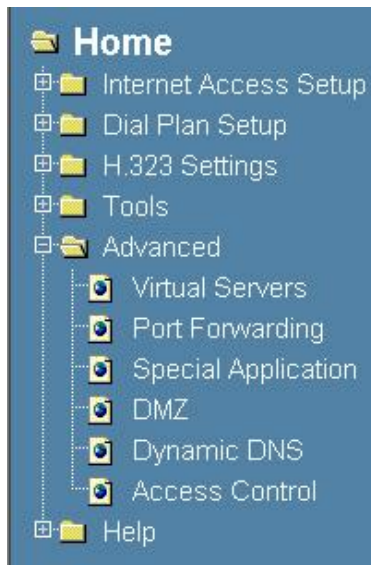 Home
Internet Access Setup
Dial Plan Setup
H.323 Settings
Tools
Advanced
Virtual Servers
Port Forwarding
Special Application
DMZ
Dynamic DNS
Access Control
Help